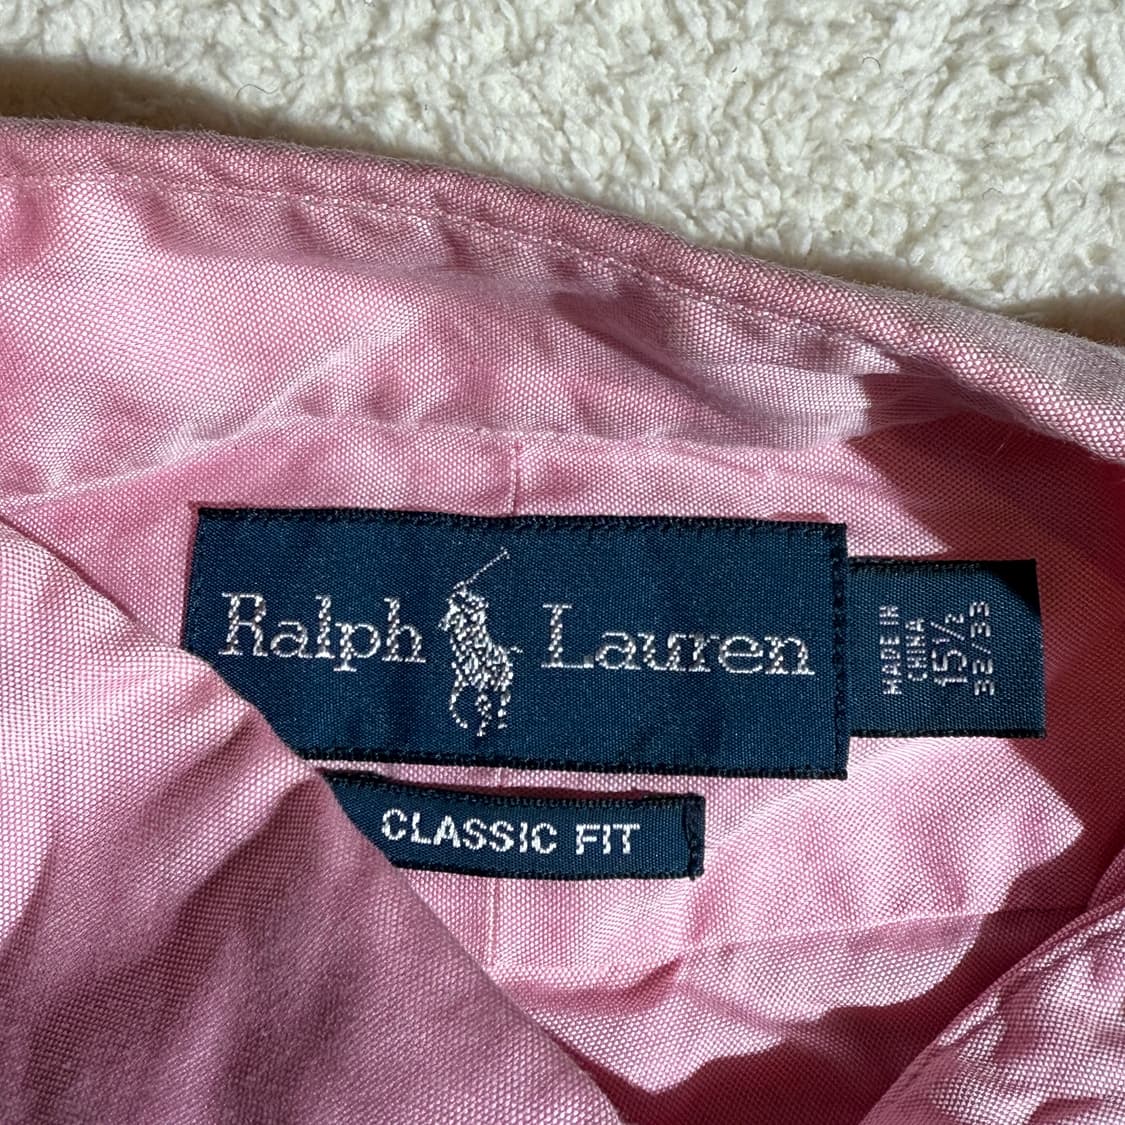 Ralph Lauren
MADE IN
CHINA
15½
32/33
CLASSIC FIT